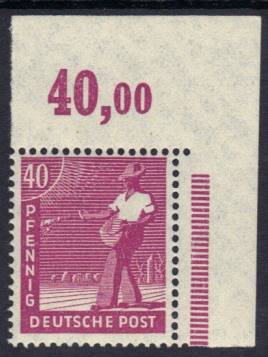 40,00
40
PFENNIG
DEUTSCHE POST